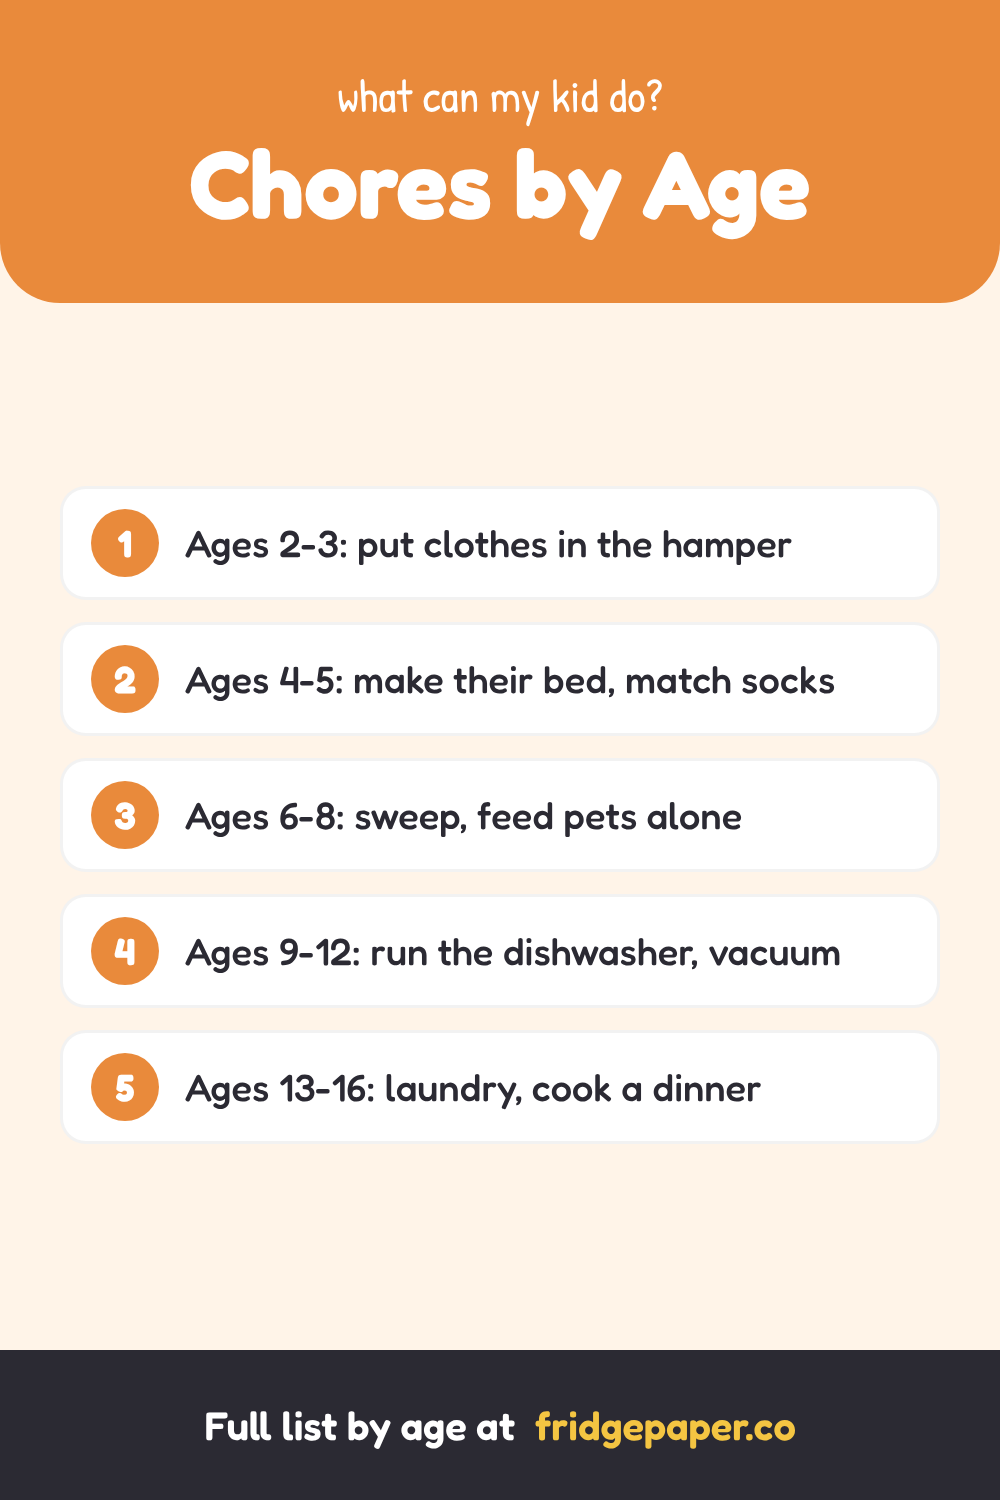 what can my kid do?
Chores by Age
1 Ages 2-3: put clothes in the hamper
2 Ages 4-5: make their bed, match socks
3 Ages 6-8: sweep, feed pets alone
4 Ages 9-12: run the dishwasher, vacuum
5 Ages 13-16: laundry, cook a dinner
Full list by age at fridgepaper.co